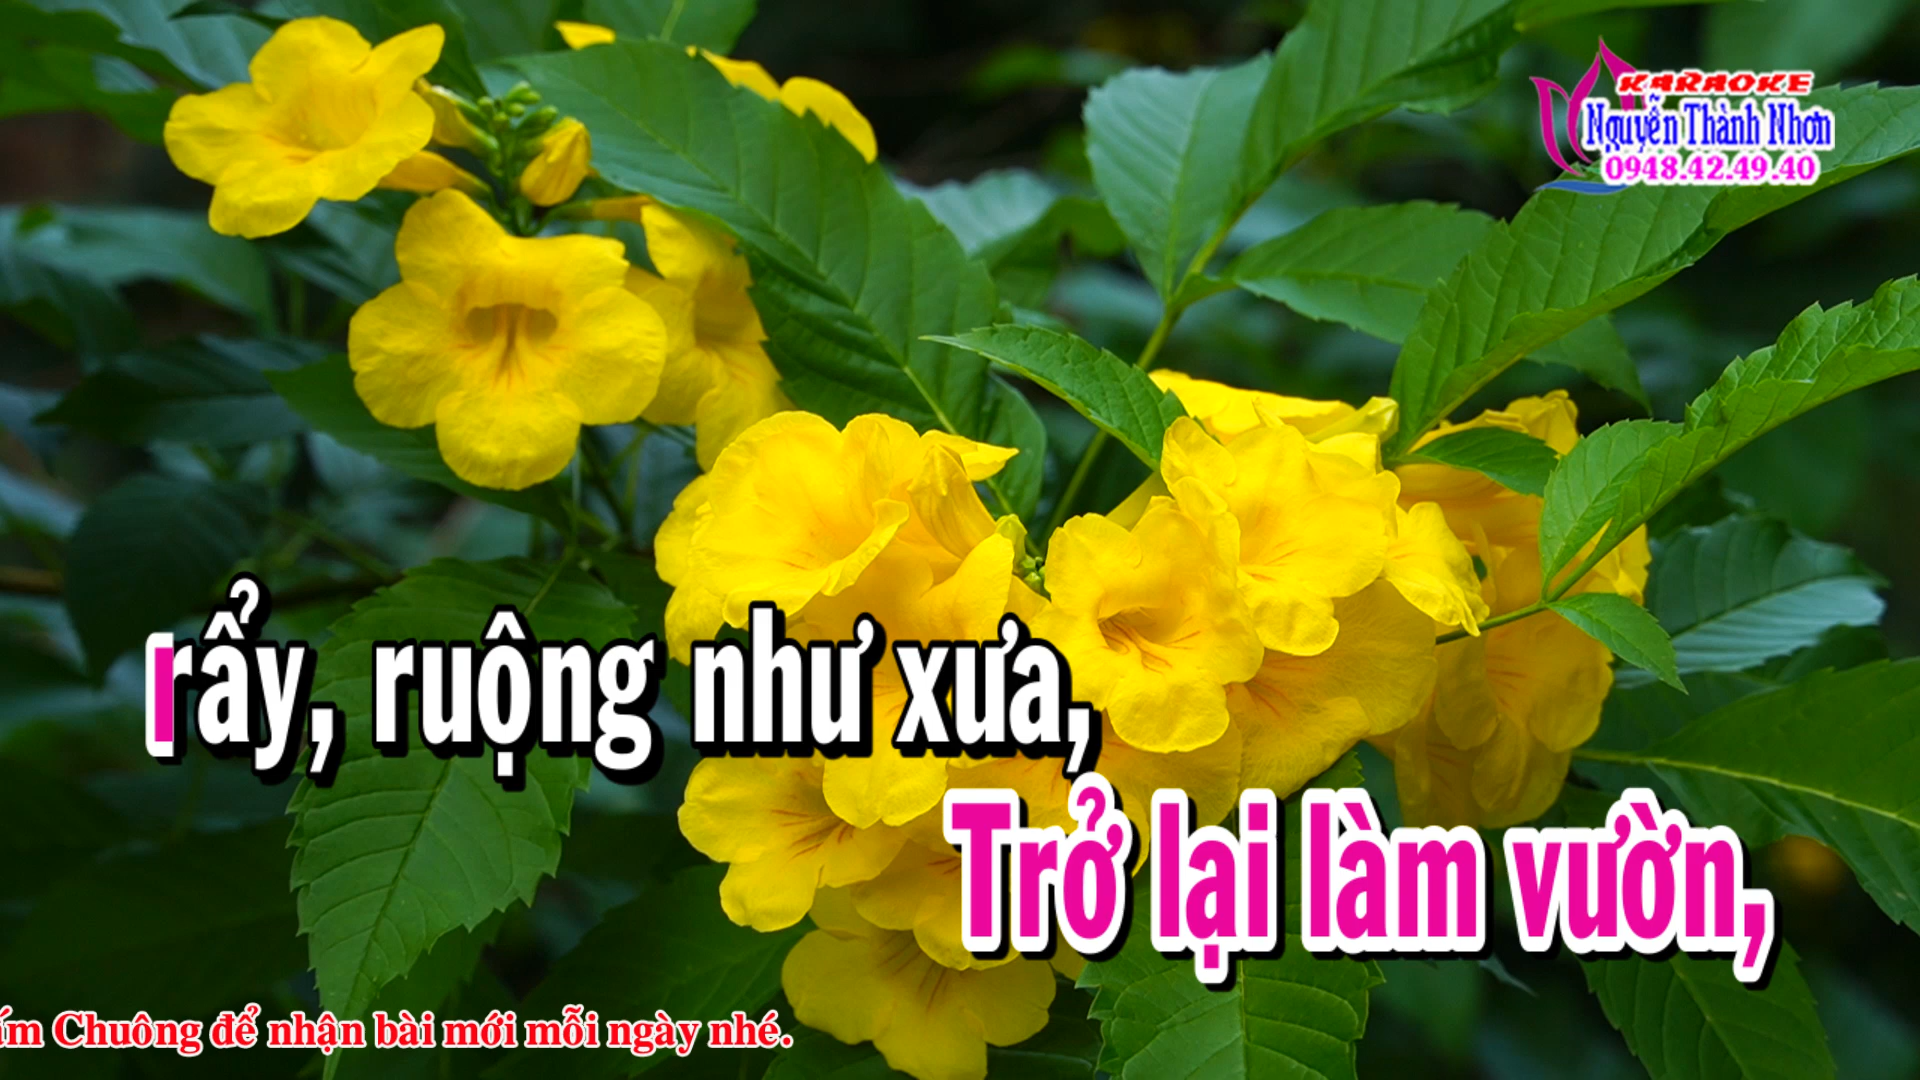 KARAOKE
Nguyễn Thành Nhơn
0948.42.49.40
rẩy, ruộng như xưa,
Trở lại làm vườn,
Chuông để nhận bài mới mỗi ngày nhé.